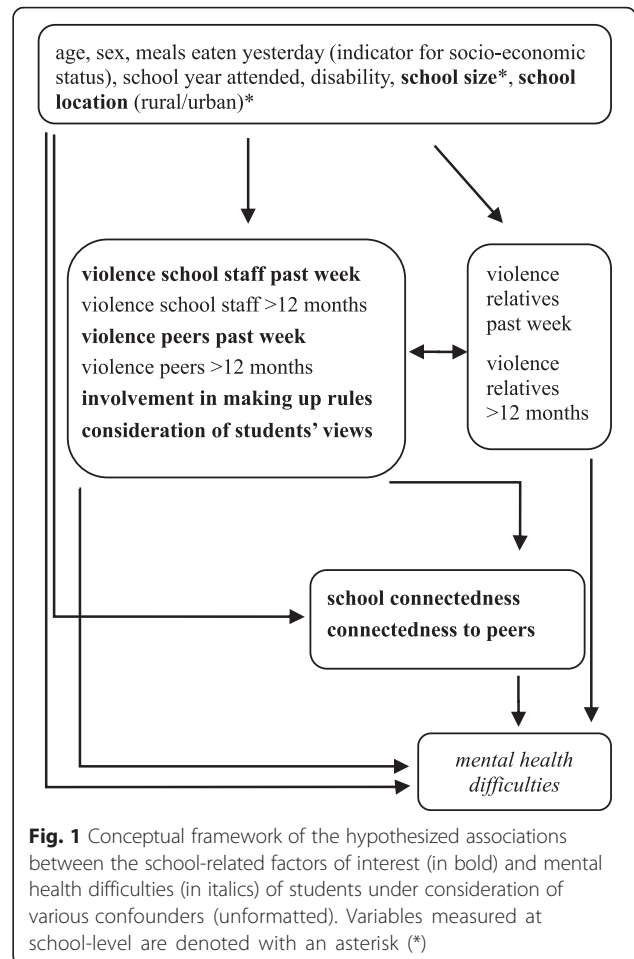 age, sex, meals eaten yesterday (indicator for socio-economic
status), school year attended, disability, school size*, school
location (rural/urban)*
violence school staff past week
violence school staff >12 months
violence peers past week
violence peers >12 months
involvement in making up rules
consideration of students’ views
violence
relatives
past week
violence
relatives
>12 months
school connectedness
connectedness to peers
mental health
difficulties
Fig. 1 Conceptual framework of the hypothesized associations
between the school-related factors of interest (in bold) and mental
health difficulties (in italics) of students under consideration of
various confounders (unformatted). Variables measured at
school-level are denoted with an asterisk (*)